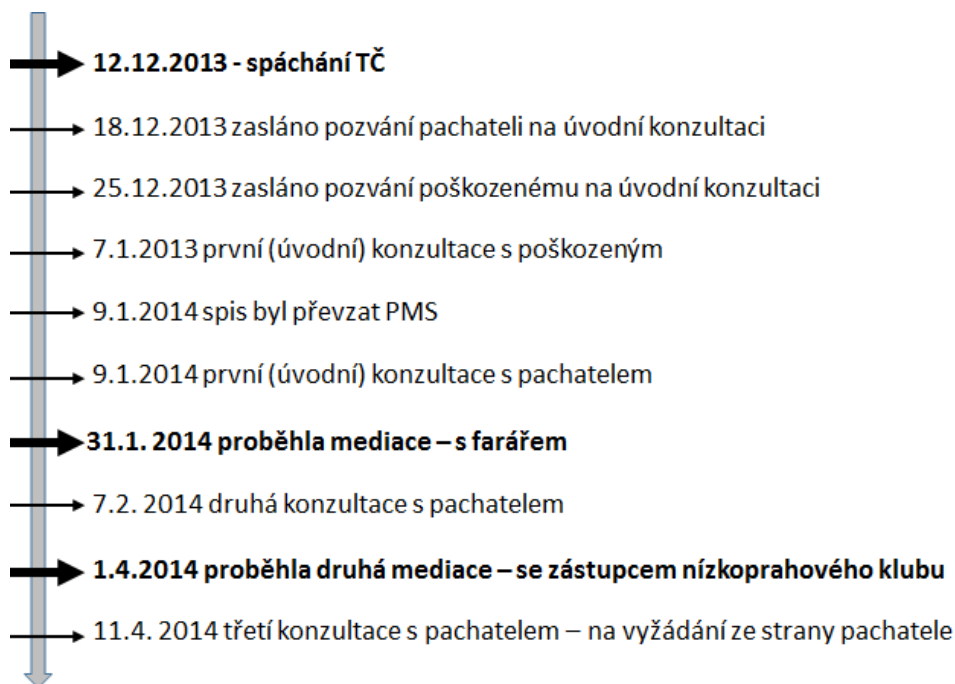 12.12.2013 - spáchání TČ
18.12.2013 zasláno pozvání pachateli na úvodní konzultaci
25.12.2013 zasláno pozvání poškozenému na úvodní konzultaci
7.1.2013 první (úvodní) konzultace s poškozeným
9.1.2014 spis byl převzat PMS
9.1.2014 první (úvodní) konzultace s pachatelem
31.1. 2014 proběhla mediace – s farářem
7.2. 2014 druhá konzultace s pachatelem
1.4.2014 proběhla druhá mediace – se zástupcem nízkoprahového klubu
11.4. 2014 třetí konzultace s pachatelem – na vyžádání ze strany pachatele